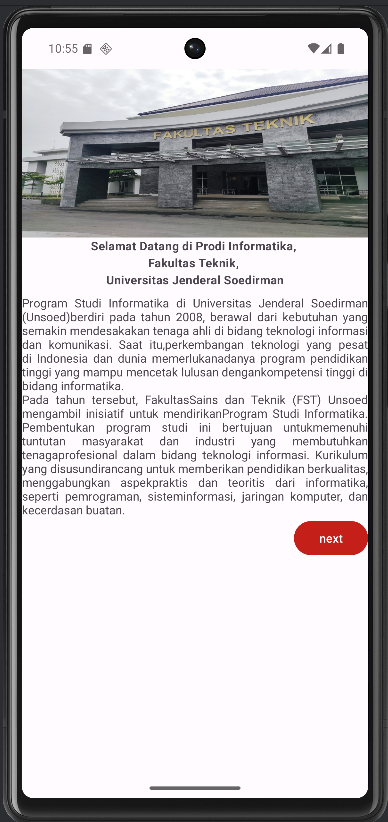 10:55
FAKULTAS TEKNIK
Selamat Datang di Prodi Informatika,
Fakultas Teknik,
Universitas Jenderal Soedirman
Program Studi Informatika di Universitas Jenderal Soedirman
(Unsoed)berdiri pada tahun 2008, berawal dari kebutuhan yang
semakin mendesakakan tenaga ahli di bidang teknologi informasi
dan komunikasi. Saat itu,perkembangan teknologi yang pesat
di Indonesia dan dunia memerlukanadanya program pendidikan
tinggi yang mampu mencetak lulusan dengankompetensi tinggi di
bidang informatika.
Pada tahun tersebut, FakultasSains dan Teknik (FST) Unsoed
mengambil inisiatif untuk mendirikanProgram Studi Informatika.
Pembentukan program studi ini bertujuan untukmemenuhi
tuntutan masyarakat dan industri yang membutuhkan
tenagaprofesional dalam bidang teknologi informasi. Kurikulum
yang disusundirancang untuk memberikan pendidikan berkualitas,
menggabungkan aspekpraktis dan teoritis dari informatika,
seperti pemrograman, sisteminformasi, jaringan komputer, dan
kecerdasan buatan.
next